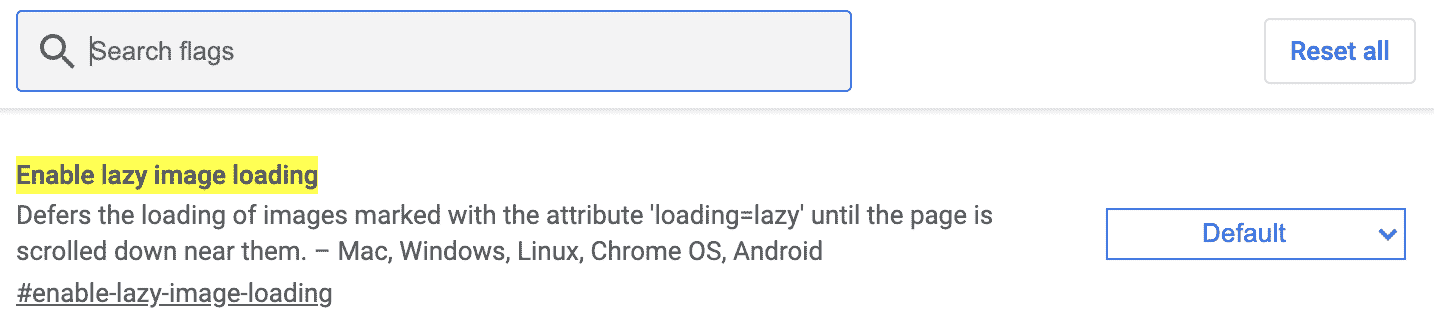 Search flags
Reset all
Enable lazy image loading
Defers the loading of images marked with the attribute 'loading=lazy' until the page is
scrolled down near them. – Mac, Windows, Linux, Chrome OS, Android
Default
#enable-lazy-image-loading